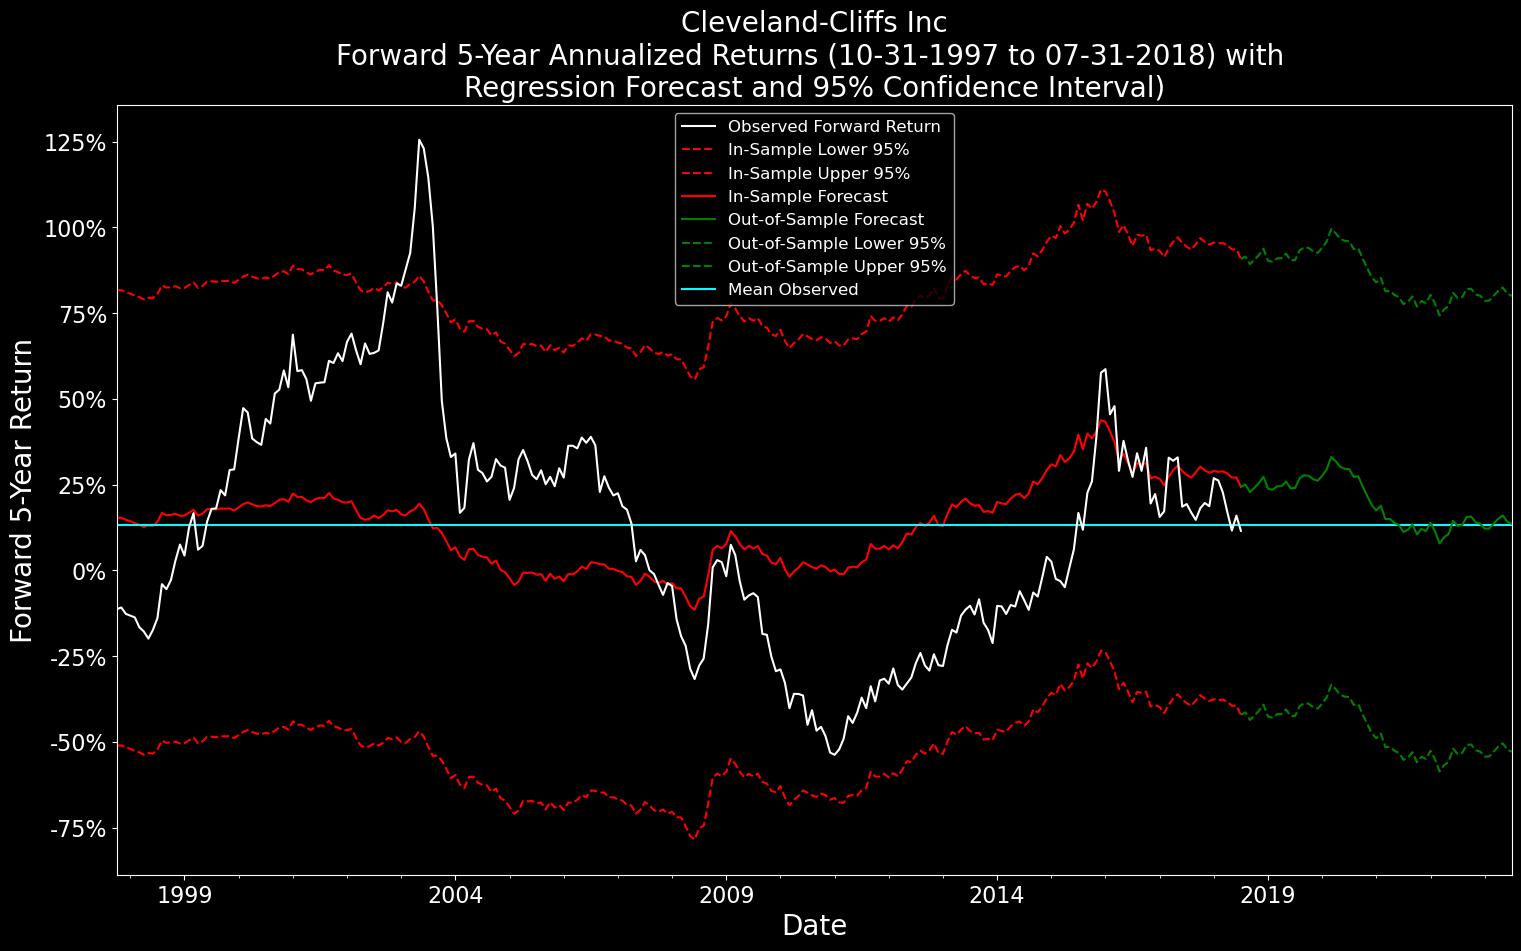 Cleveland-Cliffs Inc
Forward 5-Year Annualized Returns (10-31-1997 to 07-31-2018) with
Regression Forecast and 95% Confidence Interval)
Observed Forward Return
In-Sample Lower 95%
In-Sample Upper 95%
In-Sample Forecast
Out-of-Sample Forecast
Out-of-Sample Lower 95%
Out-of-Sample Upper 95%
Mean Observed
Forward 5-Year Return
125%
100%
75%
50%
25%
0%
-25%
-50%
-75%
1999
2004
2009
2014
2019
Date